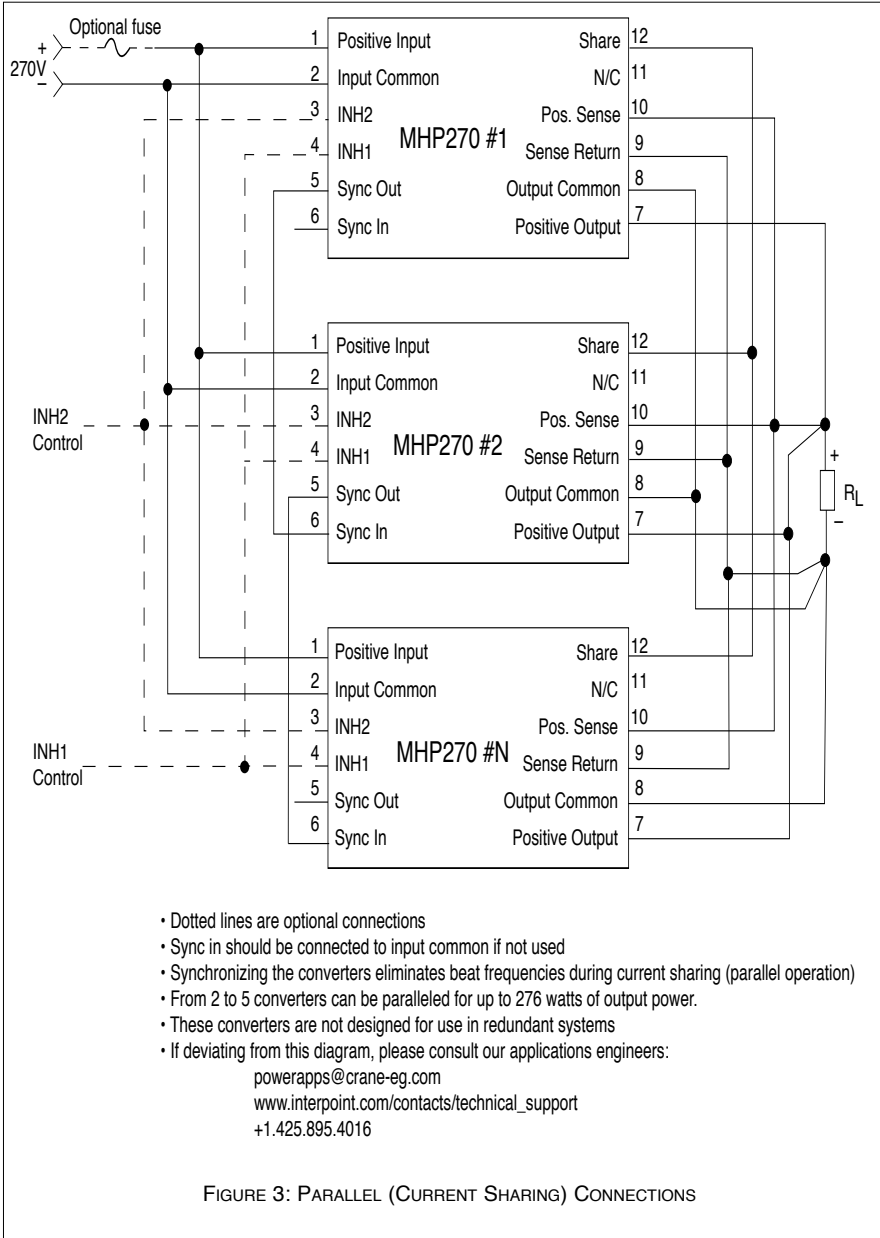 Optional fuse
+
270V
–
1 Positive Input Share 12
2 Input Common N/C 11
3 INH2 Pos. Sense 10
4 INH1 MHP270 #1 Sense Return 9
5 Sync Out Output Common 8
6 Sync In Positive Output 7
1 Positive Input Share 12
2 Input Common N/C 11
INH2 Control
3 INH2 Pos. Sense 10
4 INH1 MHP270 #2 Sense Return 9
5 Sync Out Output Common 8
6 Sync In Positive Output 7
+
RL
–
1 Positive Input Share 12
2 Input Common N/C 11
3 INH2 Pos. Sense 10
INH1 Control
4 INH1 MHP270 #N Sense Return 9
5 Sync Out Output Common 8
6 Sync In Positive Output 7
• Dotted lines are optional connections
• Sync in should be connected to input common if not used
• Synchronizing the converters eliminates beat frequencies during current sharing (parallel operation)
• From 2 to 5 converters can be paralleled for up to 276 watts of output power.
• These converters are not designed for use in redundant systems
• If deviating from this diagram, please consult our applications engineers:
powerapps@crane-eg.com
www.interpoint.com/contacts/technical_support
+1.425.895.4016
FIGURE 3: PARALLEL (CURRENT SHARING) CONNECTIONS